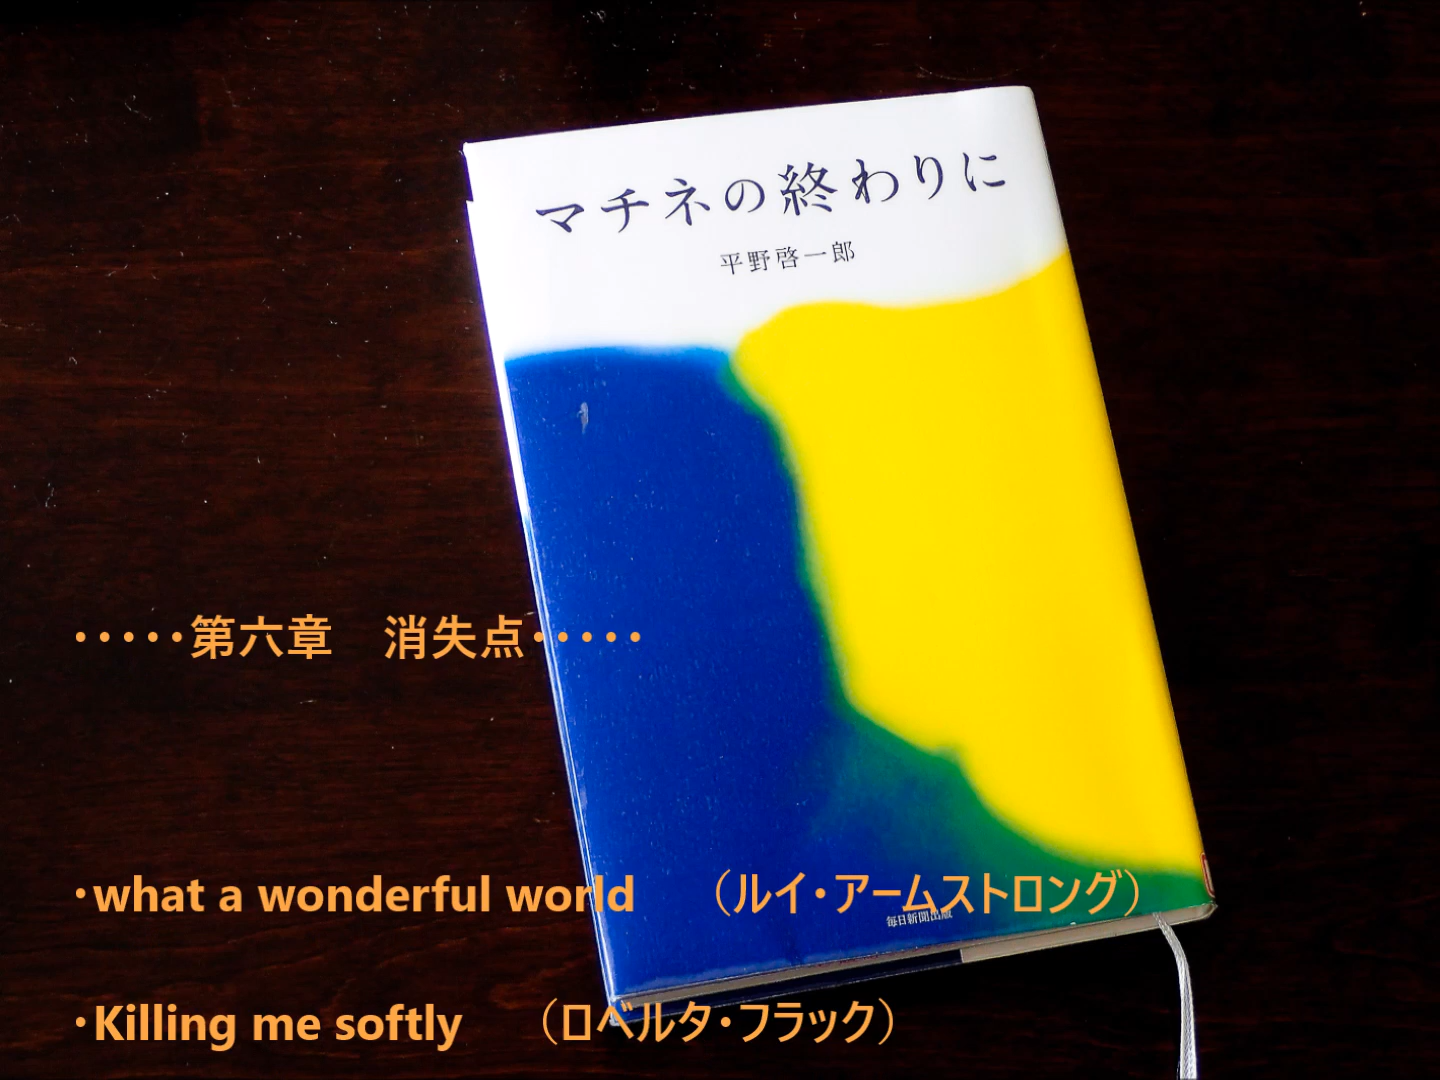 マチネの終わりに
平野啓一郎
･････第六章　消失点･････
･what a wonderful world　（ルイ･アームストロング）
毎日新聞出版
･Killing me softly　（ロベルタ･フラック）